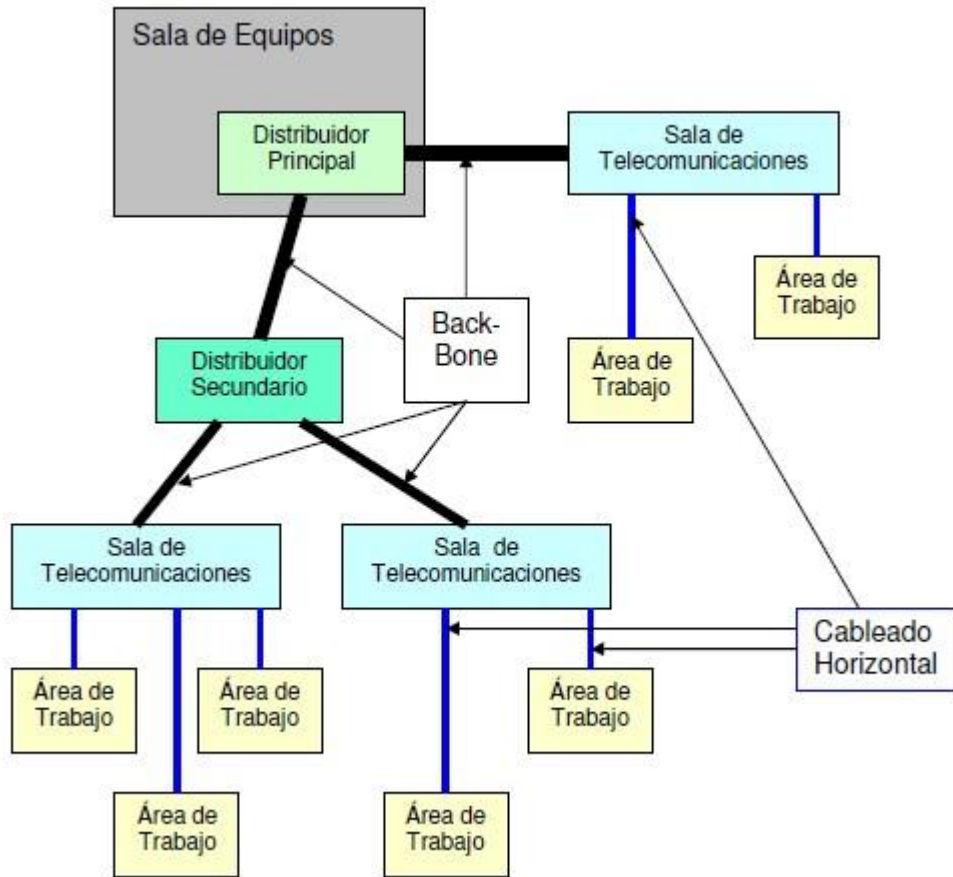 Sala de Equipos
Distribuidor
Principal
Sala de
Telecomunicaciones
Área de
Trabajo
Back-
Bone
Distribuidor
Secundario
Área de
Trabajo
Sala de
Telecomunicaciones
Sala de
Telecomunicaciones
Cableado
Horizontal
Área de
Trabajo
Área de
Trabajo
Área de
Trabajo
Área de
Trabajo
Área de
Trabajo